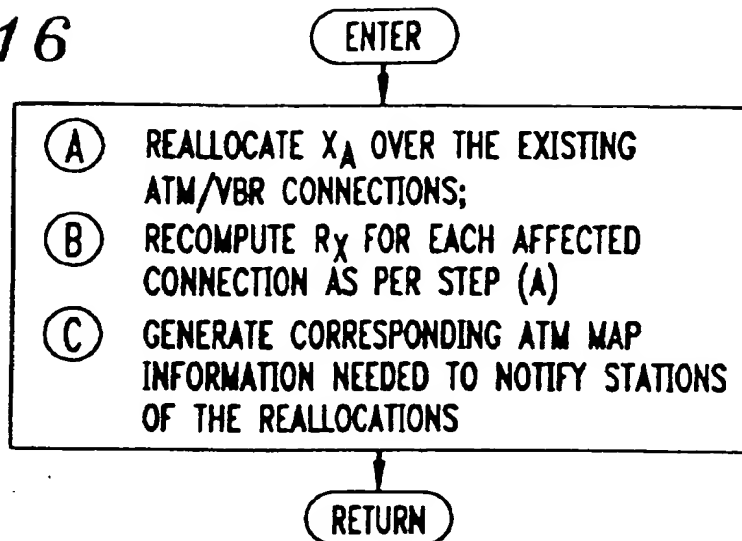 16
ENTER
A REALLOCATE XA OVER THE EXISTING
ATM/VBR CONNECTIONS;
B RECOMPUTE RX FOR EACH AFFECTED
CONNECTION AS PER STEP (A)
C GENERATE CORRESPONDING ATM MAP
INFORMATION NEEDED TO NOTIFY STATIONS
OF THE REALLOCATIONS
RETURN